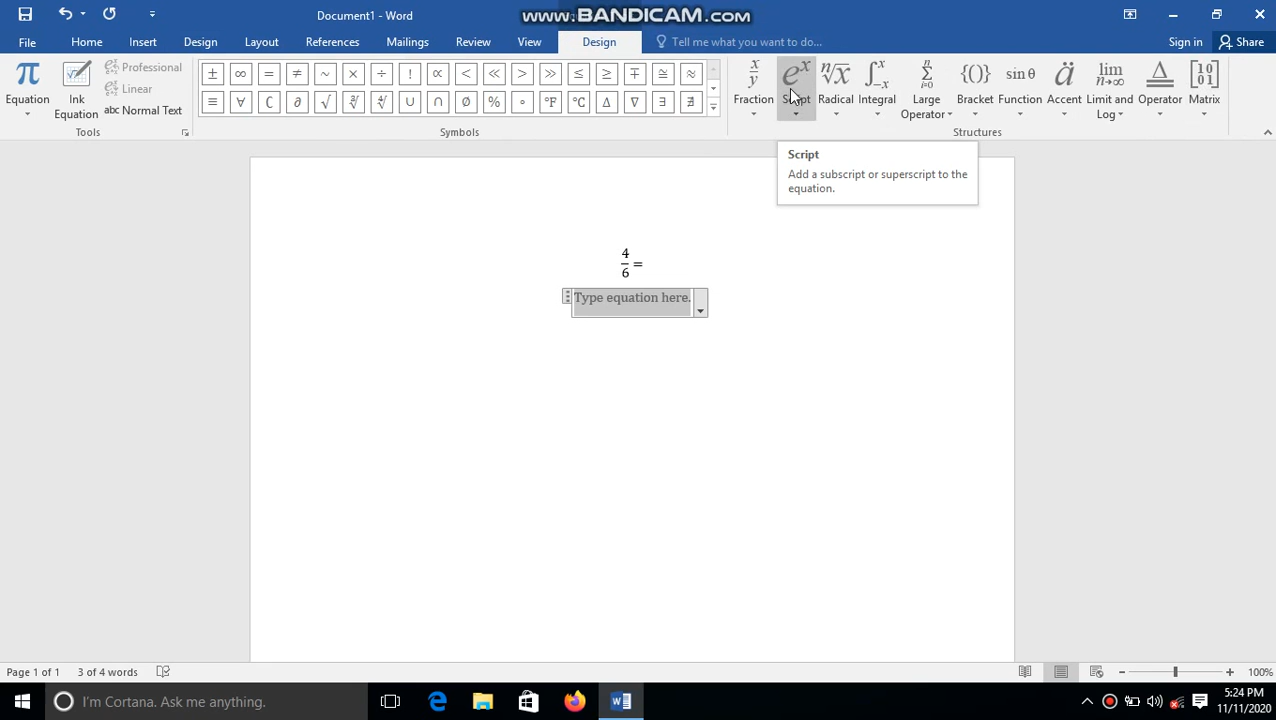 Document1 - Word
www.BANDICAM.com
File Home Insert Design Layout References Mailings Review View Design Tell me what you want to do... Sign in Share
Equation
Ink Equation
Professional
Linear
abc Normal Text
Tools
± ∞ = ≠ ~ × ÷ ! ∝ < ≪ > ≫ ≤ ≥ ∓ ≅ ≈
≡ ∀ ∁ ∂ √ ∛ ∜ ∪ ∩ ∅ % ° °F °C ∆ ∇ ∃ ∄
Symbols
Fraction Script Radical Integral Large Operator Bracket Function Accent Limit and Log Operator Matrix
Structures
Script
Add a subscript or superscript to the
equation.
4
6 =
Type equation here.
Page 1 of 1 3 of 4 words
100%
I'm Cortana. Ask me anything.
5:24 PM
11/11/2020